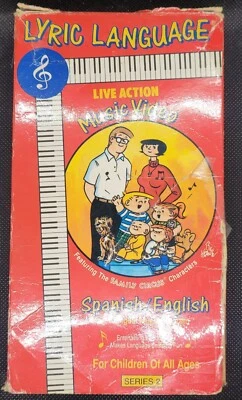 LYRIC LANGUAGE®
LIVE ACTION
Music Video
Featuring The "FAMILY CIRCUS" Characters
Spanish/English
For Children Of All Ages
SERIES 2